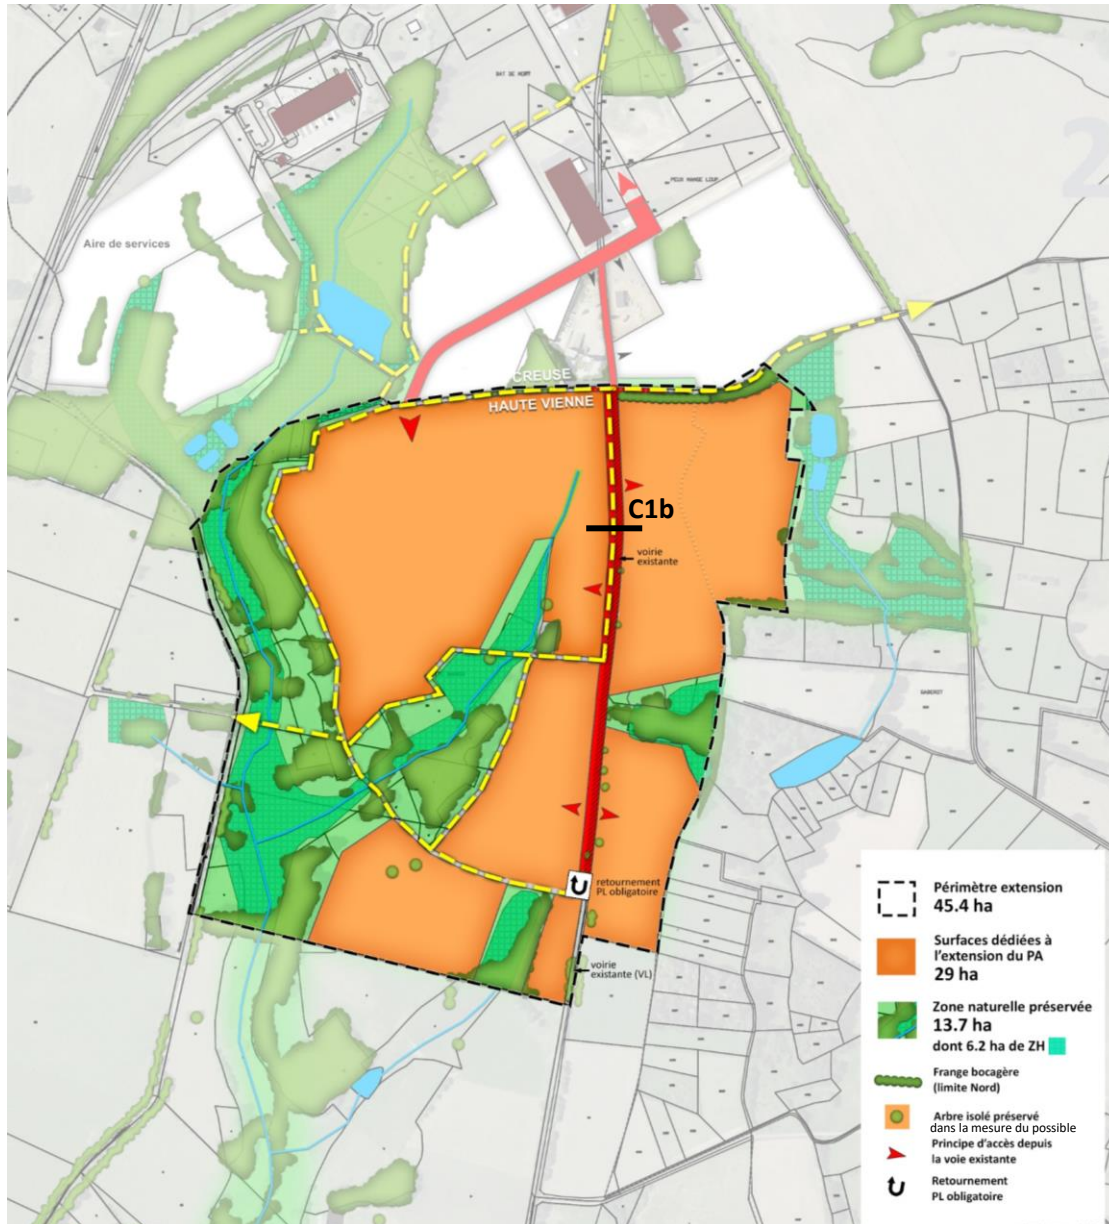 BAT DE NORT
PEUX MANGE LOUP
2
Aire de services
CREUSE
HAUTE VIENNE
C1b
voirie
existante
GABEROT
retournement
PL obligatoire
voirie
existante (VL)
Périmètre extension
45.4 ha
Surfaces dédiées à
l'extension du PA
29 ha
Zone naturelle préservée
13.7 ha
dont 6.2 ha de ZH
Frange bocagère
(limite Nord)
Arbre isolé préservé
dans la mesure du possible
Principe d'accès depuis
la voie existante
Retournement
PL obligatoire